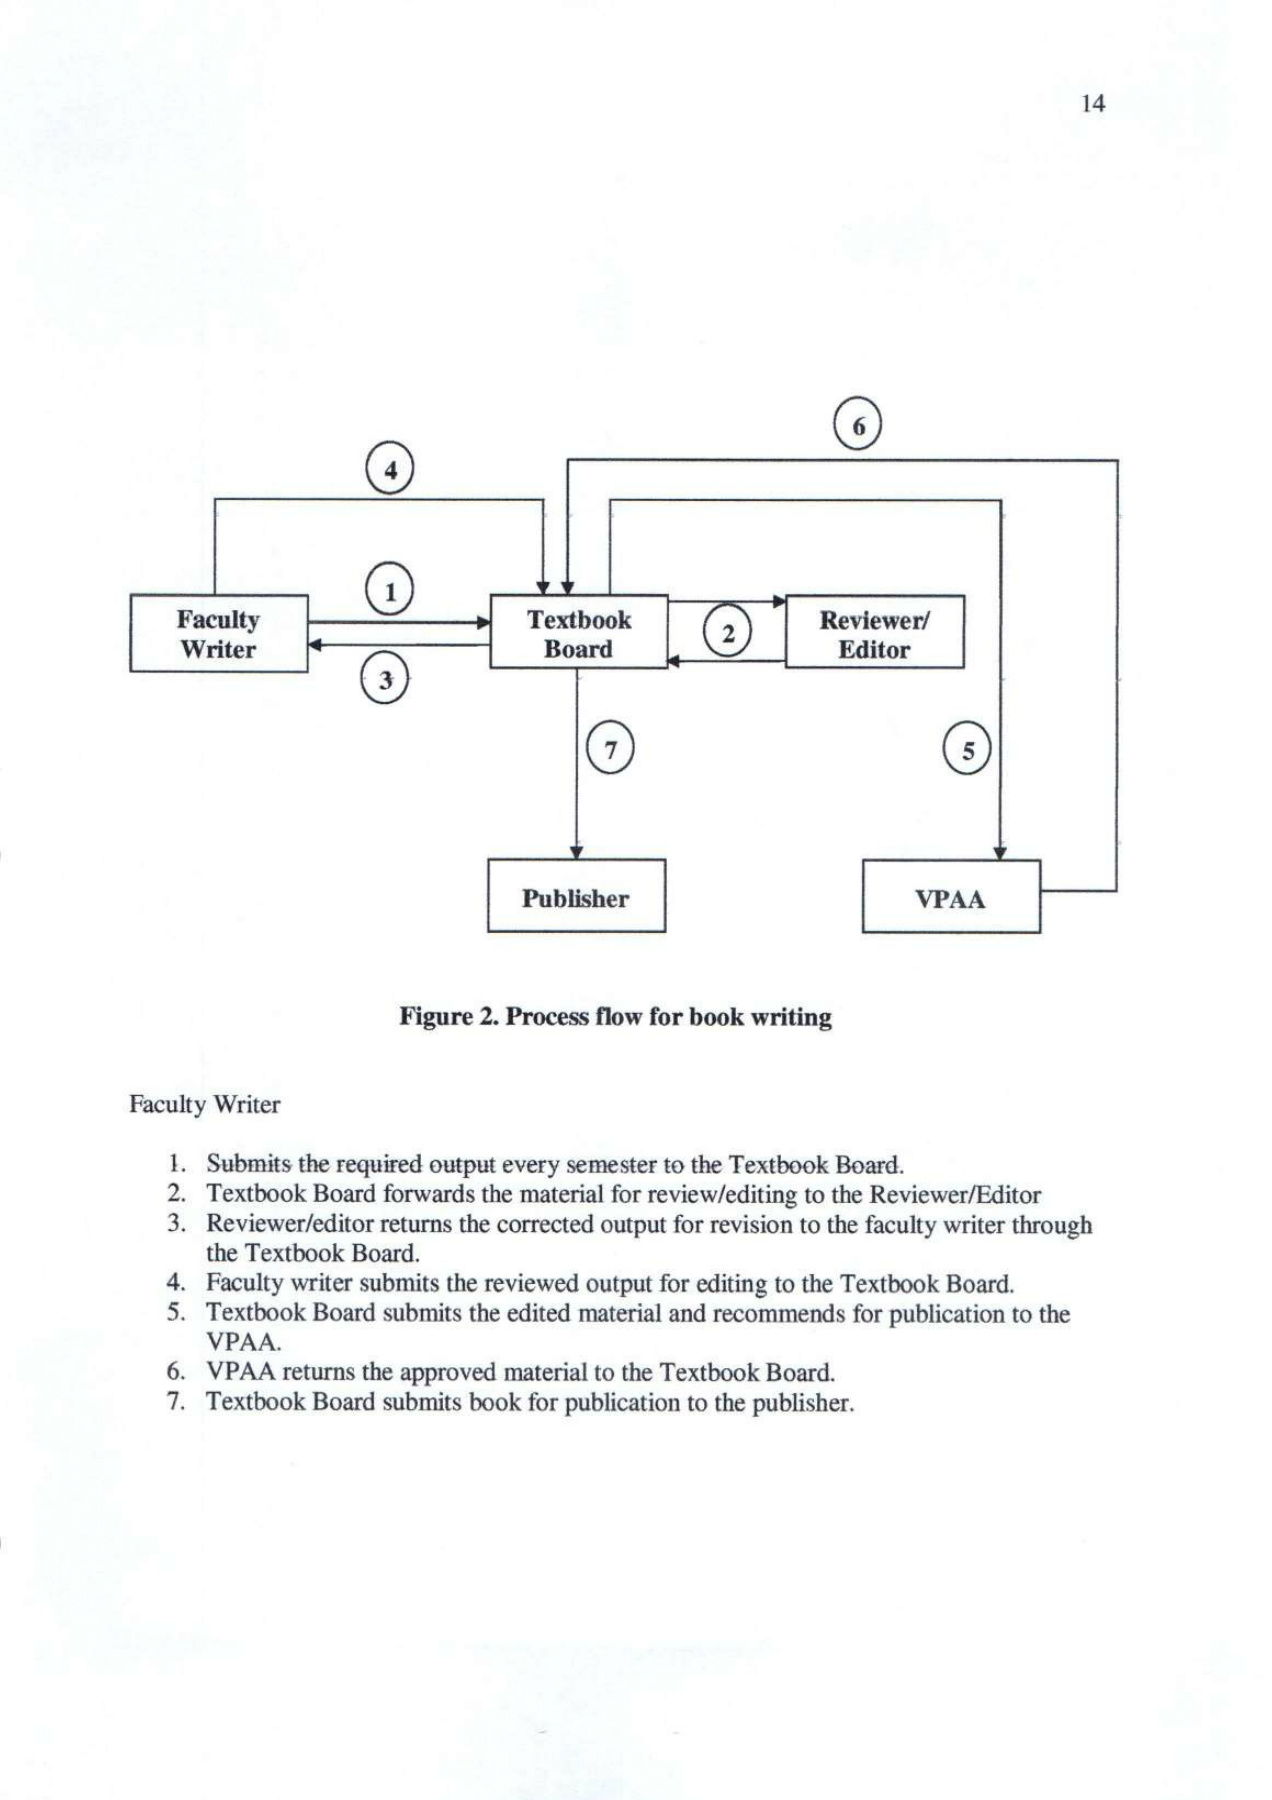 14
6
4
1
Faculty
Writer
Textbook
Board
2
Reviewer/
Editor
3
7
5
Publisher
VPAA
Figure 2. Process flow for book writing
Faculty Writer
1. Submits the required output every semester to the Textbook Board.
2. Textbook Board forwards the material for review/editing to the Reviewer/Editor
3. Reviewer/editor returns the corrected output for revision to the faculty writer through
the Textbook Board.
4. Faculty writer submits the reviewed output for editing to the Textbook Board.
5. Textbook Board submits the edited material and recommends for publication to the
VPAA.
6. VPAA returns the approved material to the Textbook Board.
7. Textbook Board submits book for publication to the publisher.